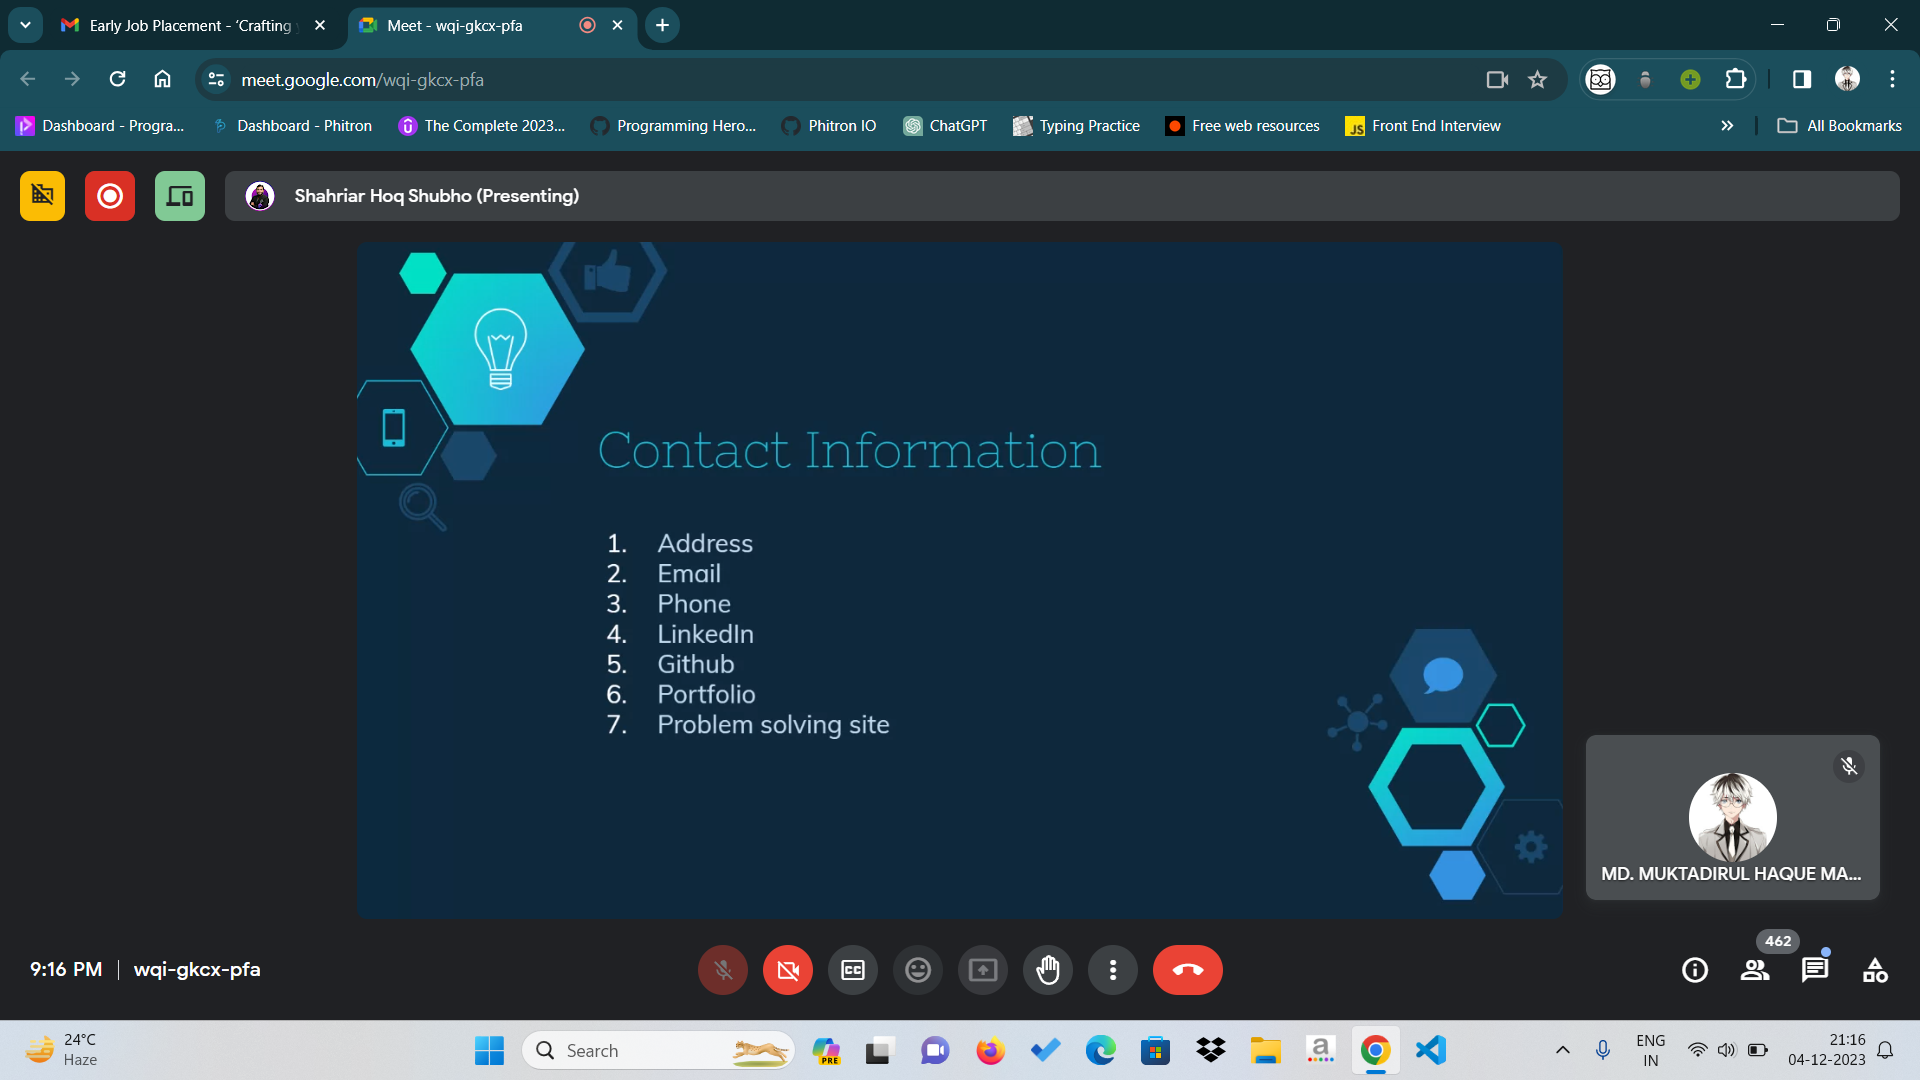 Early Job Placement - 'Crafting
Meet - wqi-gkcx-pfa
meet.google.com/wqi-gkcx-pfa
Dashboard - Progra...
Dashboard - Phitron
The Complete 2023...
Programming Hero...
Phitron IO
ChatGPT
Typing Practice
JS
Free web resources
Front End Interview
All Bookmarks
Shahriar Hoq Shubho (Presenting)
Contact Information
1. Address
2. Email
3. Phone
4. LinkedIn
5. Github
6. Portfolio
7. Problem solving site
MD. MUKTADIRUL HAQUE MA...
9:16 PM
wqi-gkcx-pfa
CC
462
24°C
Haze
Search
PRE
a
ENG
IN
21:16
04-12-2023